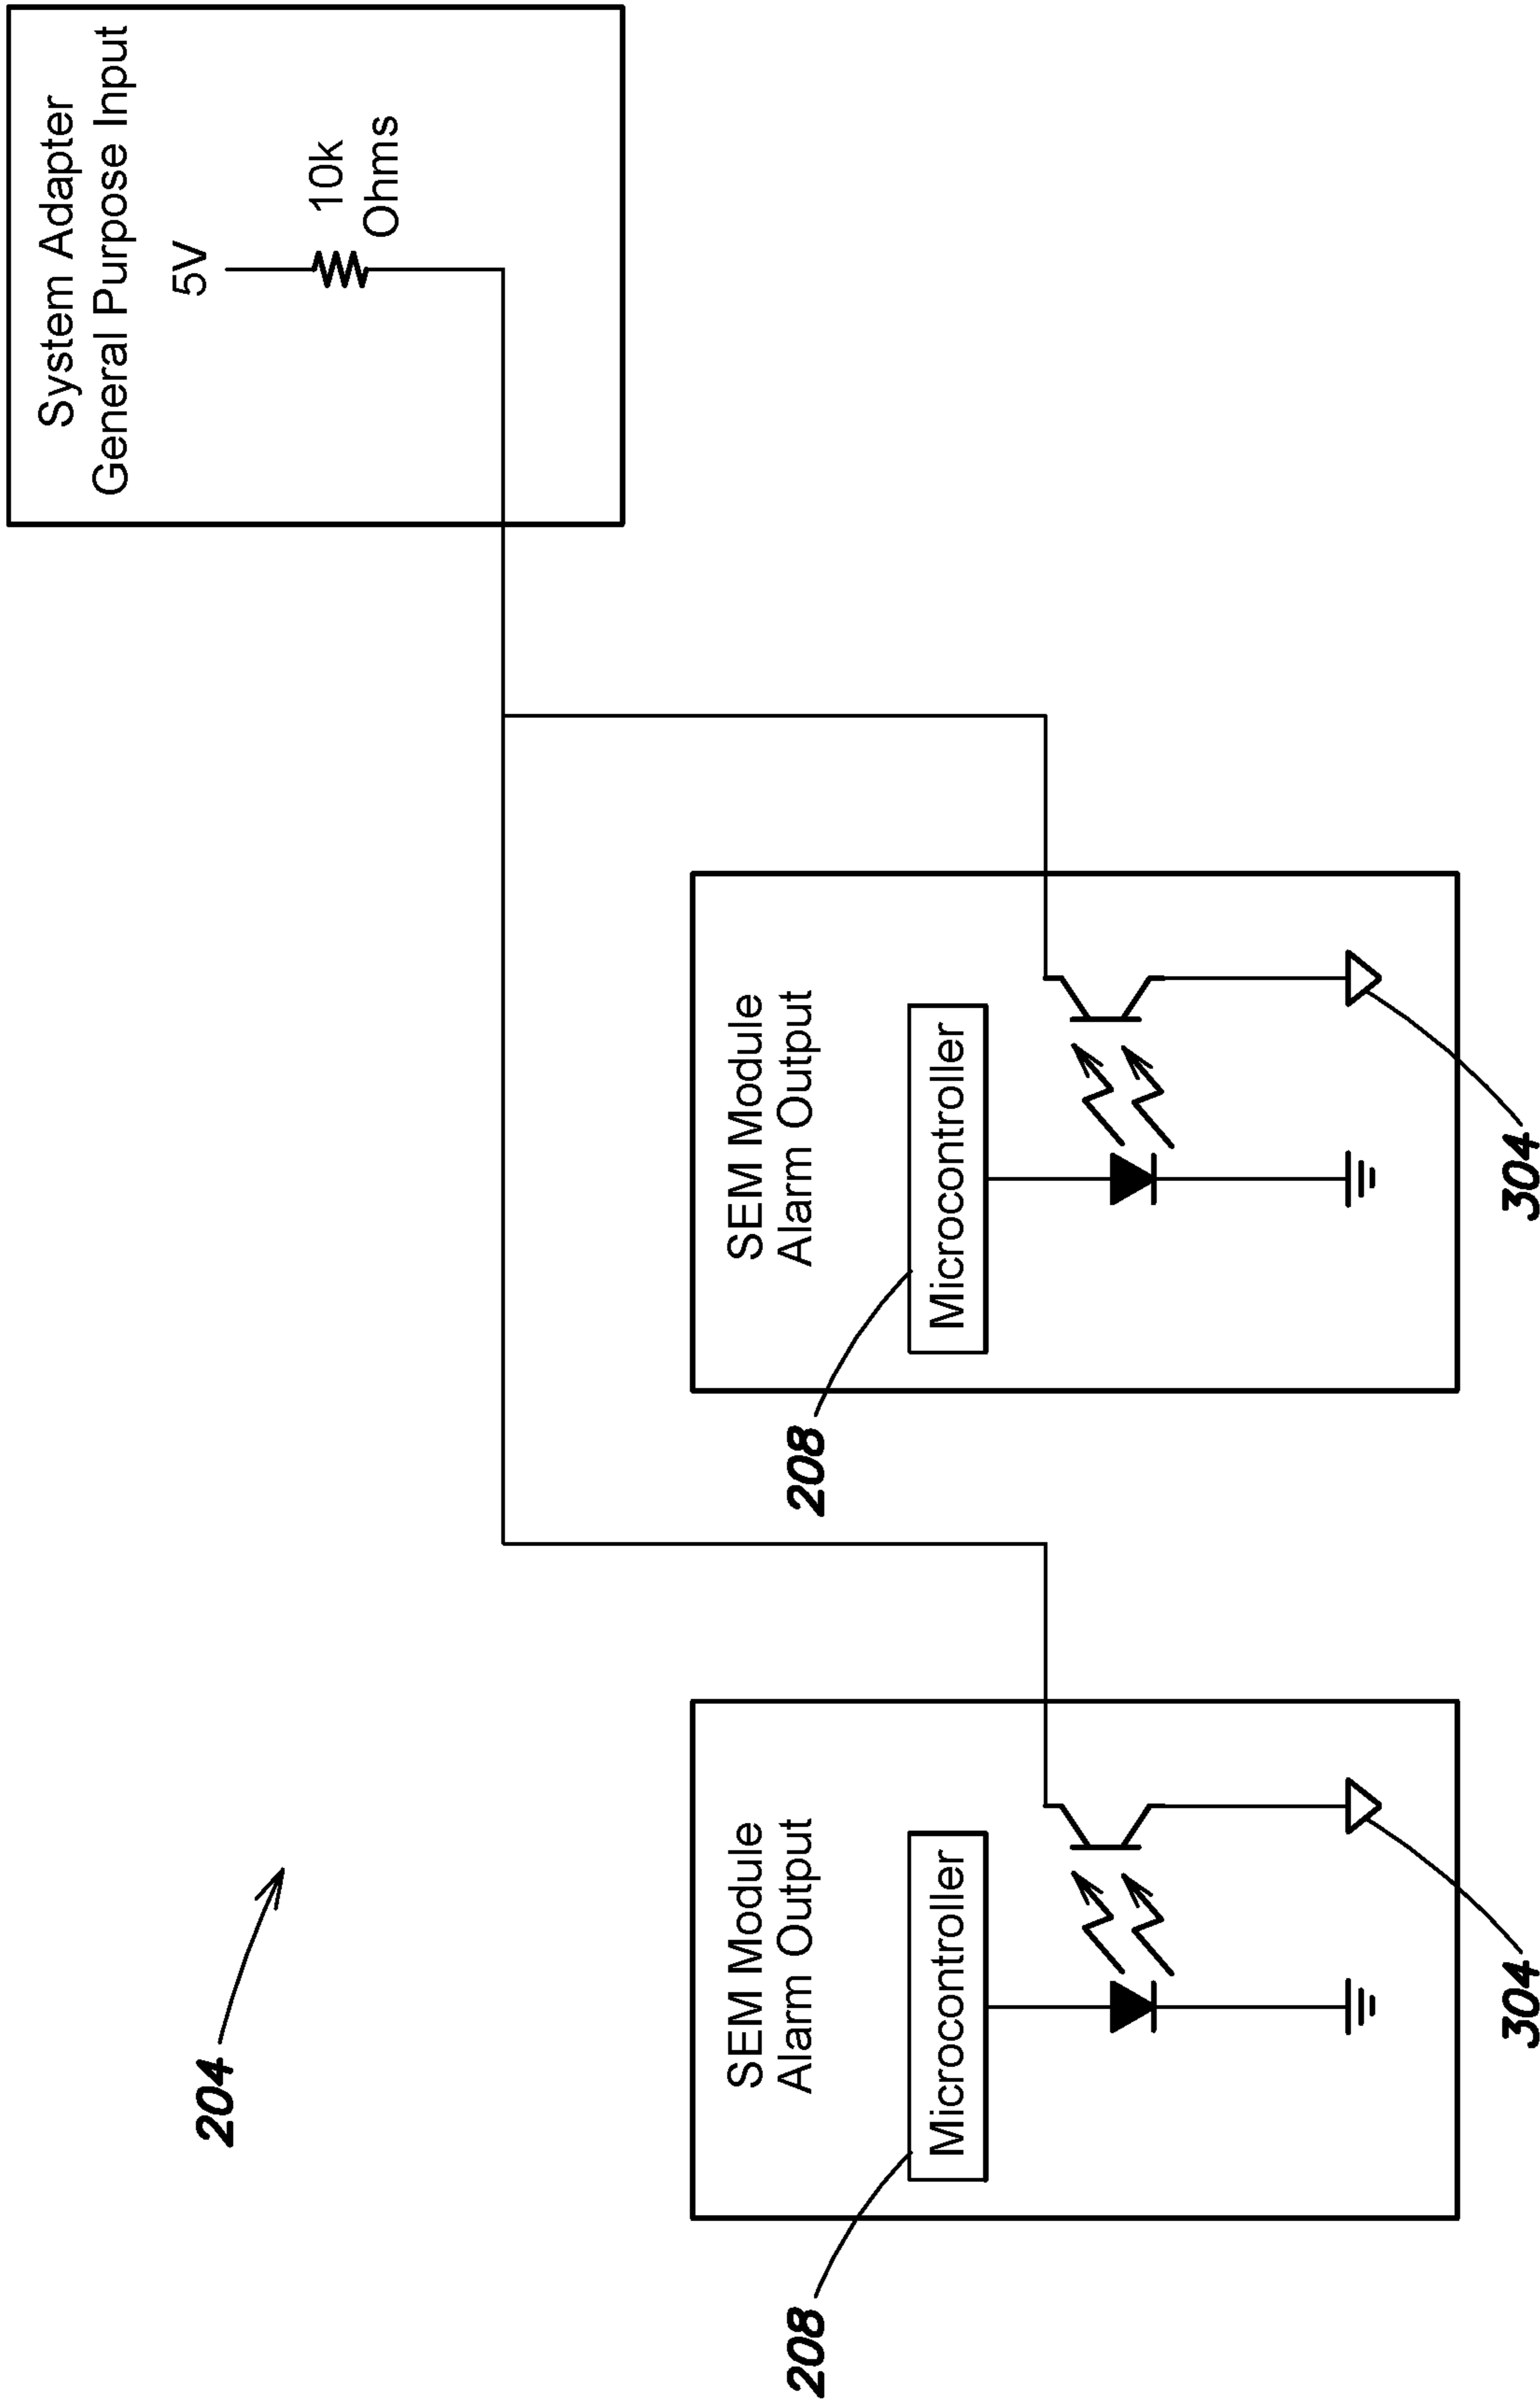 System Adapter
General Purpose Input
5V
10k
Ohms
204
SEM Module
Alarm Output
Microcontroller
208
304
SEM Module
Alarm Output
Microcontroller
208
304